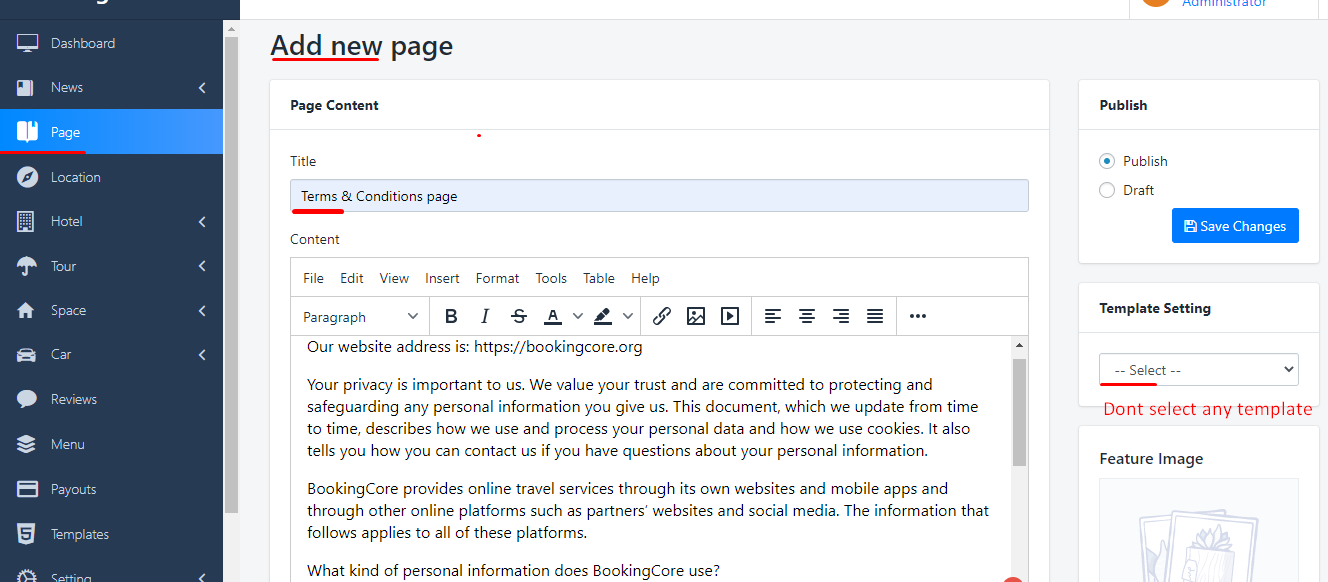 Administrator
Dashboard
News
Page
Location
Hotel
Tour
Space
Car
Reviews
Menu
Payouts
Templates
Setting
Add new page
Page Content
Title
Terms & Conditions page
Content
File Edit View Insert Format Tools Table Help
Paragraph B I S A
Our website address is: https://bookingcore.org
Your privacy is important to us. We value your trust and are committed to protecting and
safeguarding any personal information you give us. This document, which we update from time
to time, describes how we use and process your personal data and how we use cookies. It also
tells you how you can contact us if you have questions about your personal information.
BookingCore provides online travel services through its own websites and mobile apps and
through other online platforms such as partners’ websites and social media. The information that
follows applies to all of these platforms.
What kind of personal information does BookingCore use?
Publish
Publish
Draft
Save Changes
Template Setting
-- Select --
Dont select any template
Feature Image